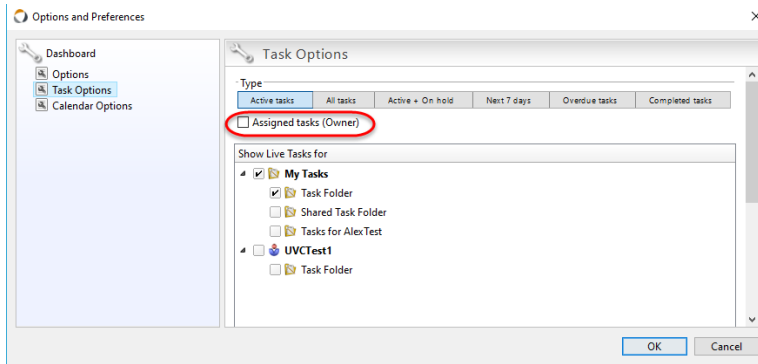 Options and Preferences
Dashboard
Options
Task Options
Calendar Options
Task Options
Type
Active tasks All tasks Active + On hold Next 7 days Overdue tasks Completed tasks
Assigned tasks (Owner)
Show Live Tasks for
My Tasks
Task Folder
Shared Task Folder
Tasks for AlexTest
UVCTest1
Task Folder
OK Cancel